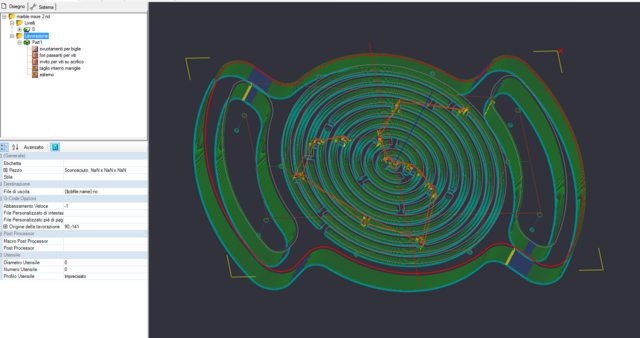 Disegno Sistema
marble maze 2.nd
Livelli
0
Lavorazione
Part1
svuotamenti per biglie
fori passanti per viti
invito per viti su acrilico
taglio interno maniglie
esterno
Avanzato
(Generale)
Etichetta
Pezzo Sconosciuto, NaN x NaN x NaN
Stile
Destinazione
File di uscita {$cbfile.name}.nc
G-Code Opzioni
Abbassamento Veloce -1
File Personalizzato di intestaz
File Personalizzato piè di pag
Origine della lavorazione 90,-141
Post Processor
Macro Post Processor
Post Processor
Utensile
Diametro Utensile 0
Numero Utensile 0
Profilo Utensile Imprecisato